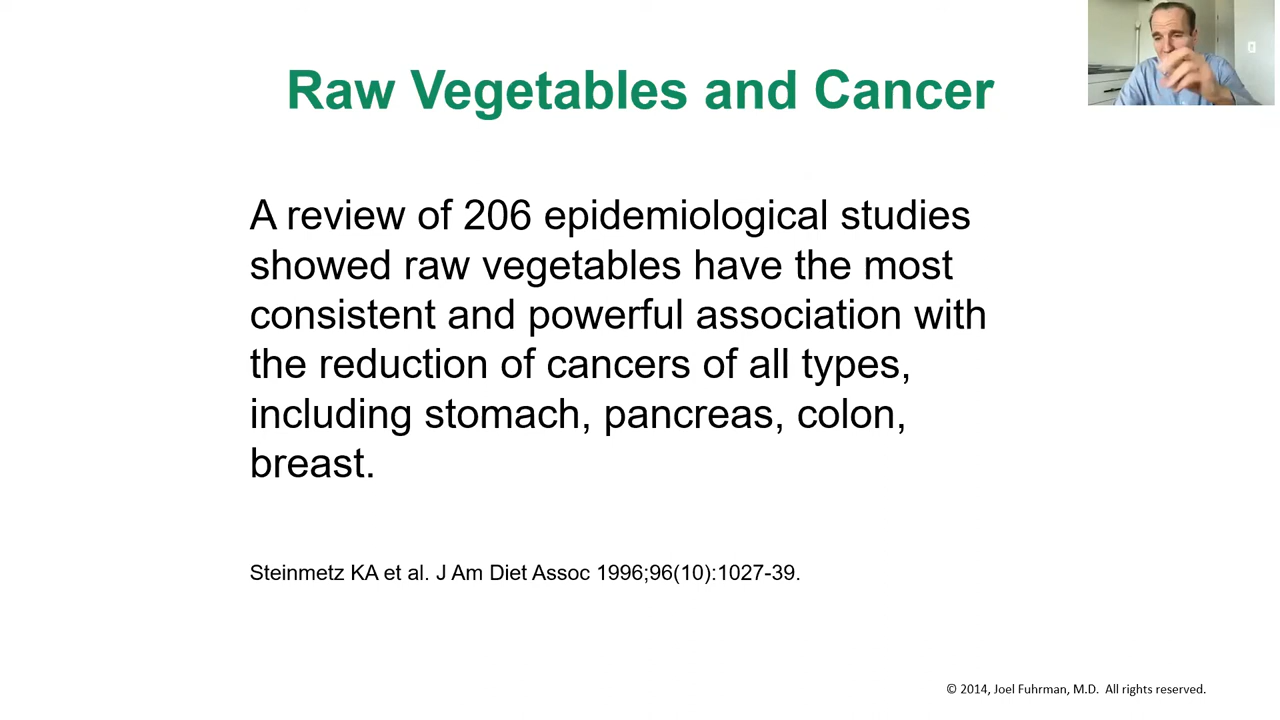 Raw Vegetables and Cancer
A review of 206 epidemiological studies
showed raw vegetables have the most
consistent and powerful association with
the reduction of cancers of all types,
including stomach, pancreas, colon,
breast.
Steinmetz KA et al. J Am Diet Assoc 1996;96(10):1027-39.
© 2014, Joel Fuhrman, M.D. All rights reserved.